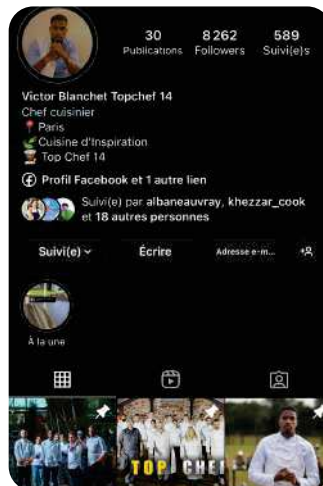 30 8 262 589
Publications Followers Suivi(e)s
Victor Blanchet Topchef 14
Chef cuisinier
Paris
Cuisine d'Inspiration
Top Chef 14
Profil Facebook et 1 autre lien
Suivi(e) par albaneauvray, khezzar_cook
et 18 autres personnes
Suivi(e) Écrire Adresse e-m...
À la une
TOP CHEF